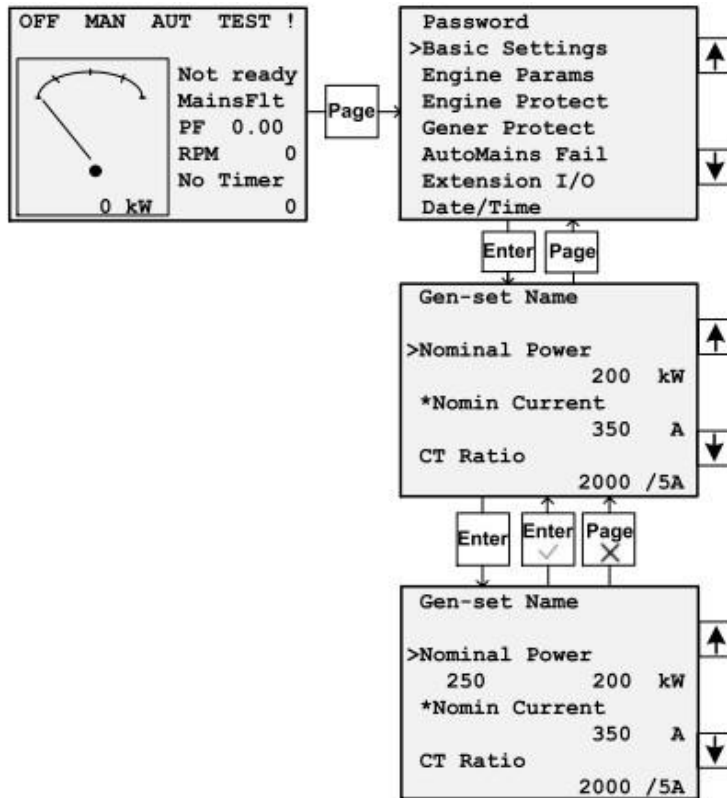 OFF MAN AUT TEST !
Not ready
MainsFlt
PF 0.00
RPM 0
No Timer
0 kW 0
Page
Password
>Basic Settings
Engine Params
Engine Protect
Gener Protect
AutoMains Fail
Extension I/O
Date/Time
Enter Page
Gen-set Name
>Nominal Power
200 kW
*Nomin Current
350 A
CT Ratio
2000 /5A
Enter Enter Page
Gen-set Name
>Nominal Power
250 200 kW
*Nomin Current
350 A
CT Ratio
2000 /5A